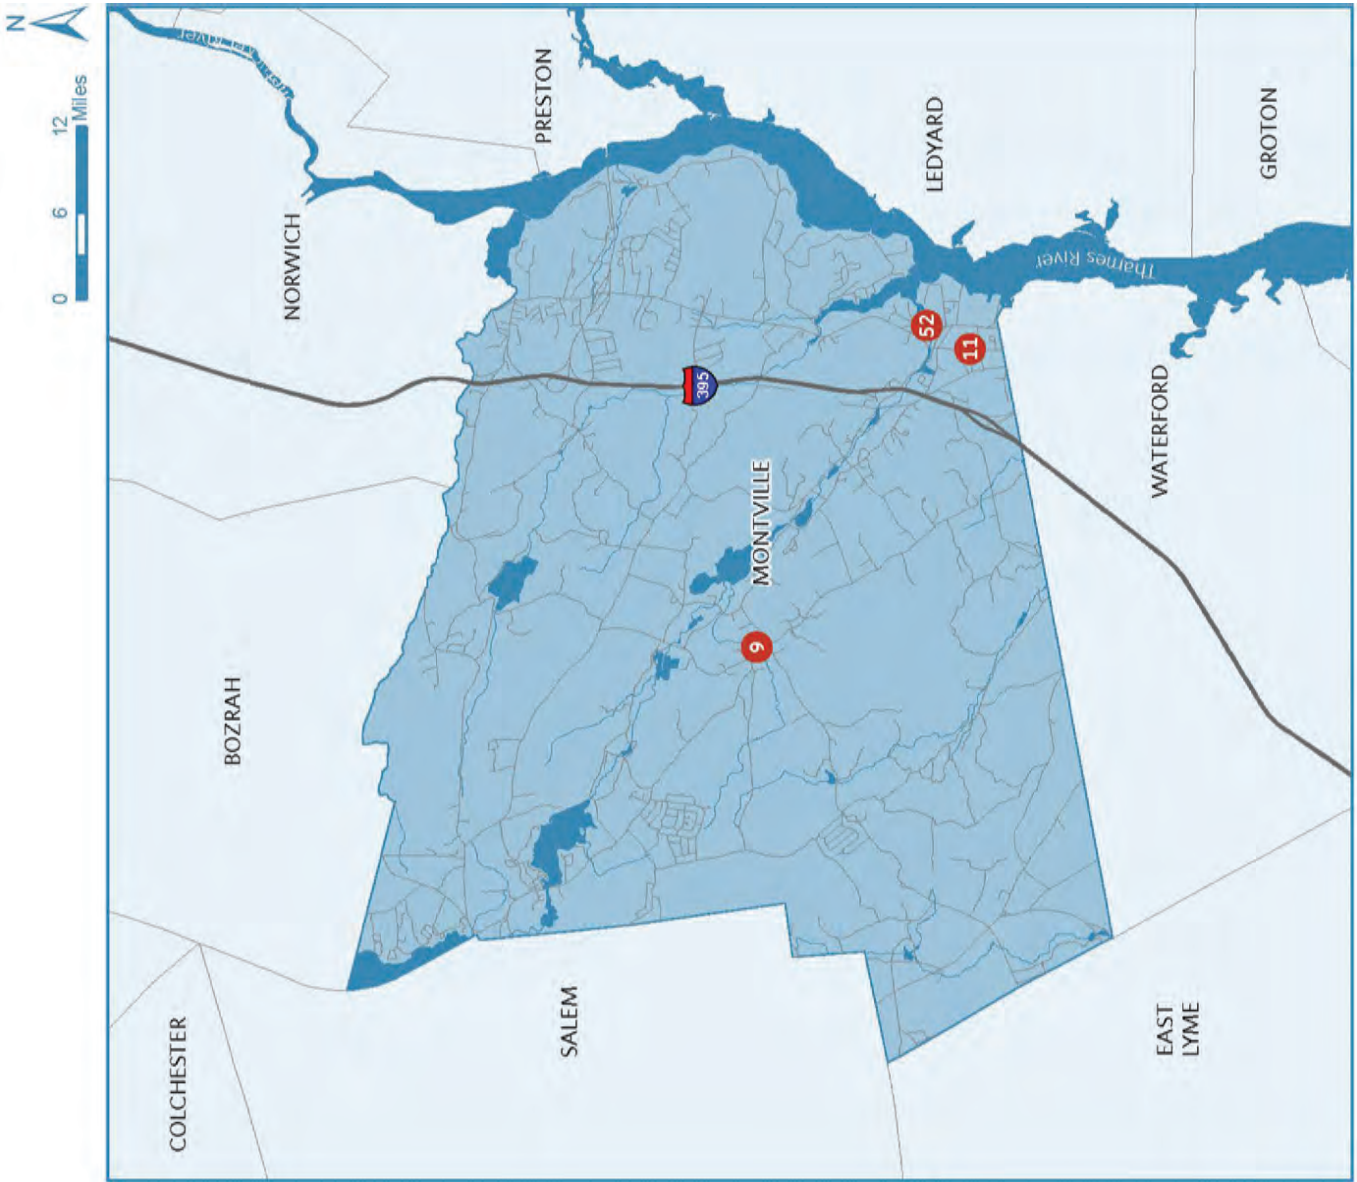 N
0 6 12
Miles
COLCHESTER
BOZRAH
NORWICH
River
PRESTON
SALEM
395
MONTVILLE
9
52
LEDYARD
11
Thames River
EAST
LYME
WATERFORD
GROTON